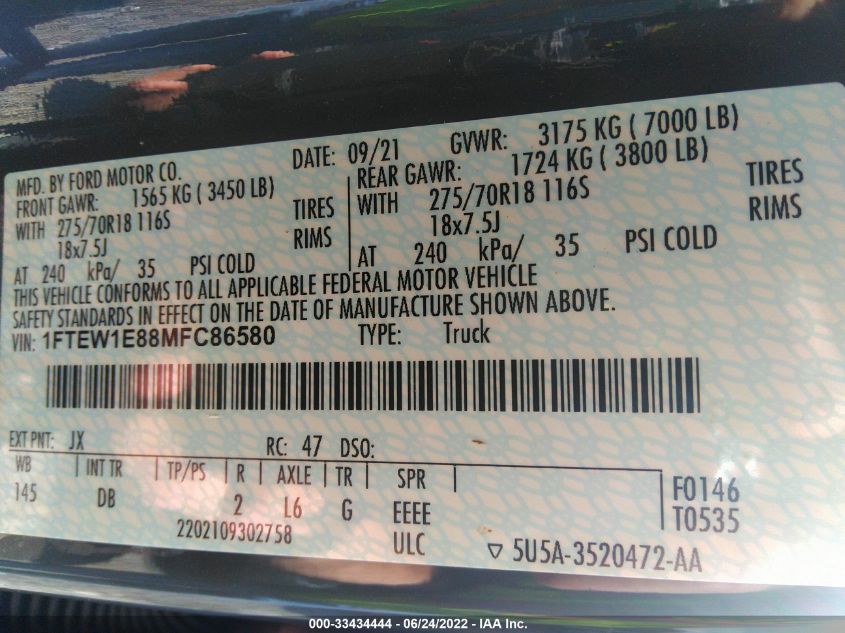 MFD. BY FORD MOTOR CO. DATE: 09/21 GVWR: 3175 KG ( 7000 LB)
FRONT GAWR: 1565 KG ( 3450 LB) REAR GAWR: 1724 KG ( 3800 LB)
WITH 275/70R18 116S TIRES WITH 275/70R18 116S TIRES
18x7.5J RIMS 18x7.5J RIMS
AT 240 kPa/ 35 PSI COLD AT 240 kPa/ 35 PSI COLD
THIS VEHICLE CONFORMS TO ALL APPLICABLE FEDERAL MOTOR VEHICLE
SAFETY STANDARDS IN EFFECT ON THE DATE OF MANUFACTURE SHOWN ABOVE.
VIN: 1FTEW1E88MFC86580 TYPE: Truck
EXT PNT: JX RC: 47 DSO:
WB INT TR TP/PS R AXLE TR SPR
145 DB 2 L6 G EEEE F0146
2202109302758 ULC T0535
▽ 5U5A-3520472-AA
000-33434444 - 06/24/2022 - IAA Inc.